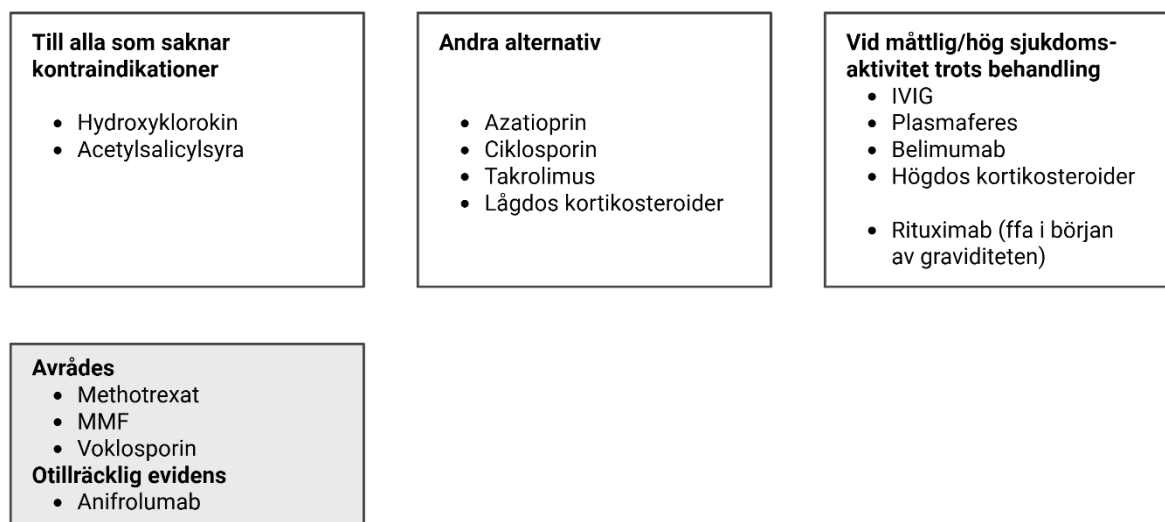 Till alla som saknar
kontraindikationer
• Hydroxyklorokin
• Acetylsalicylsyra
Andra alternativ
• Azatioprin
• Ciklosporin
• Takrolimus
• Lågdos kortikosteroider
Vid måttlig/hög sjukdoms-
aktivitet trots behandling
• IVIG
• Plasmaferes
• Belimumab
• Högdos kortikosteroider
• Rituximab (ffa i början
av graviditeten)
Avrådes
• Methotrexat
• MMF
• Voklosporin
Otillräcklig evidens
• Anifrolumab